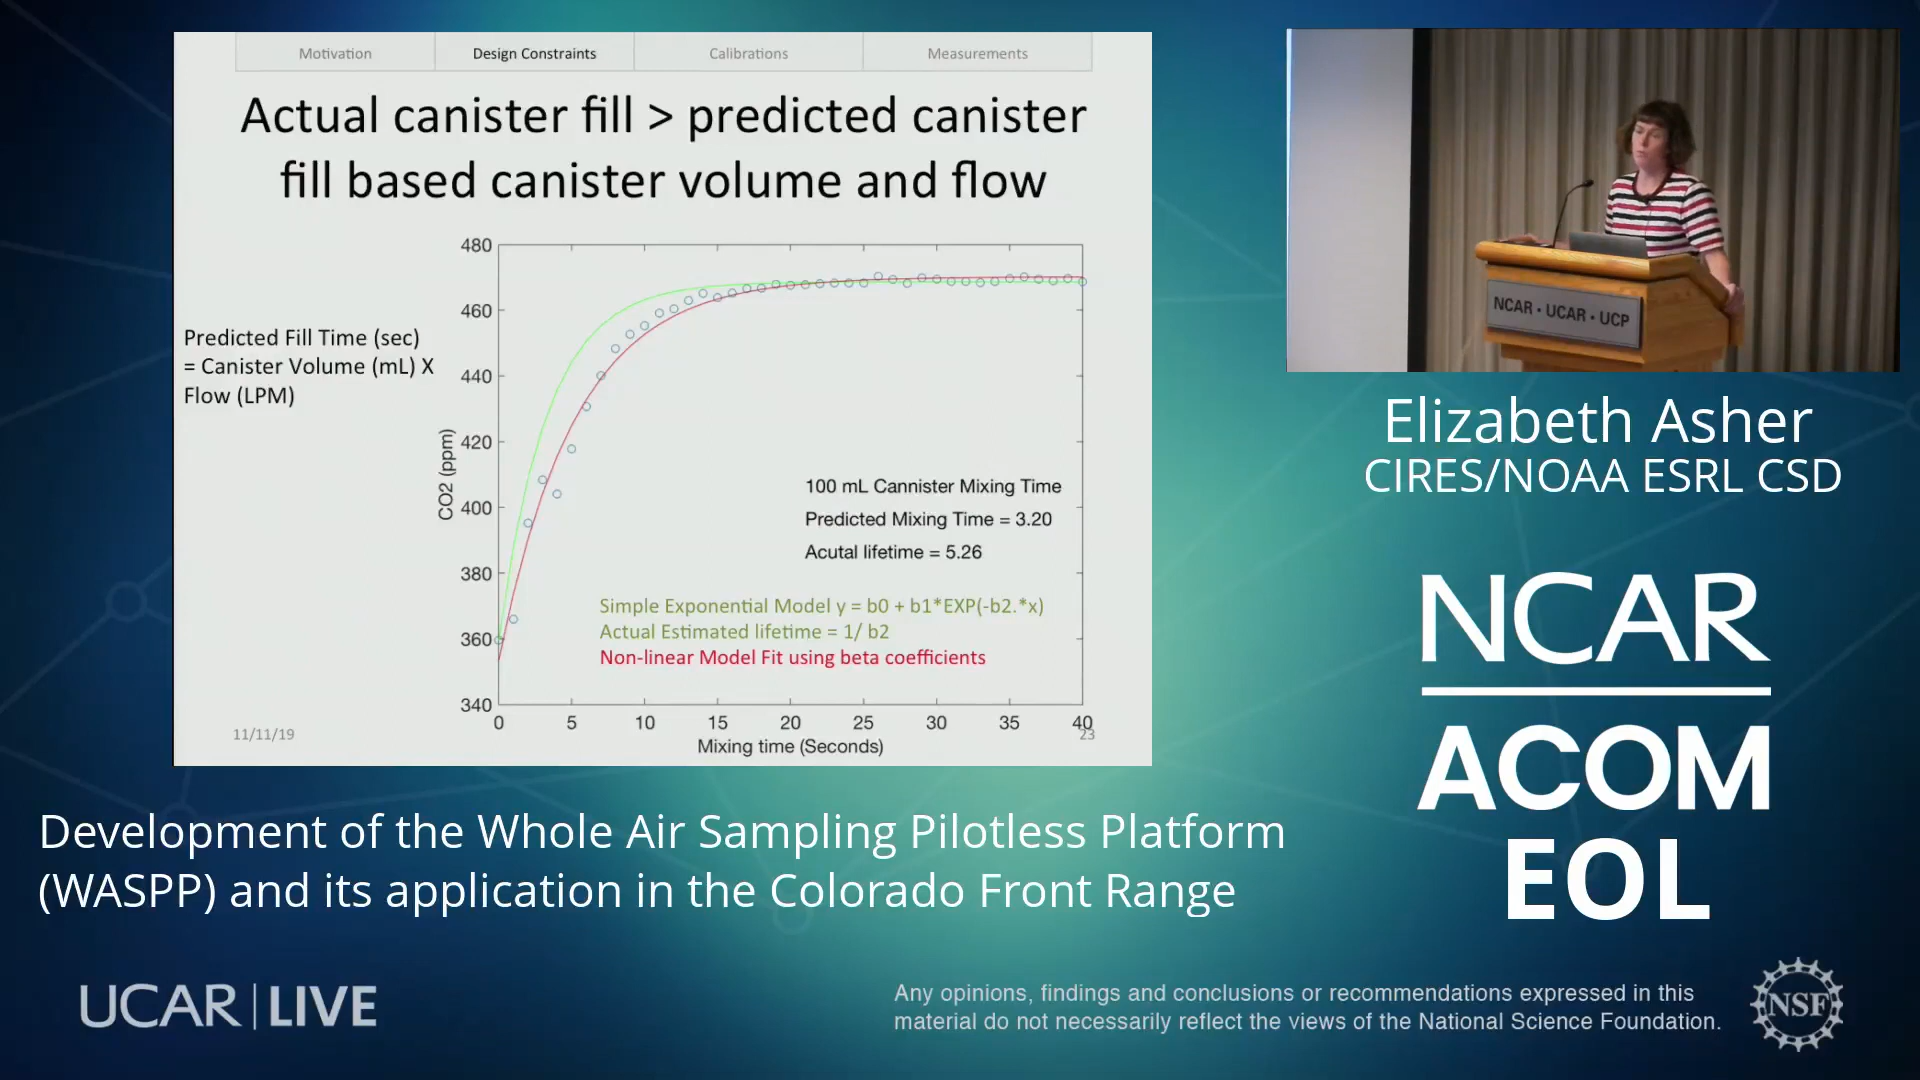 Motivation
Design Constraints
Calibrations
Measurements
Actual canister fill > predicted canister
fill based canister volume and flow
Predicted Fill Time (sec)
= Canister Volume (mL) X
Flow (LPM)
480
460
440
420
400
380
360
340
CO2 (ppm)
100 mL Cannister Mixing Time
Predicted Mixing Time = 3.20
Acutal lifetime = 5.26
Simple Exponential Model y = b0 + b1*EXP(-b2.*x)
Actual Estimated lifetime = 1/ b2
Non-linear Model Fit using beta coefficients
0 5 10 15 20 25 30 35 40
Mixing time (Seconds)
11/11/19
23
NCAR • UCAR • UCP
Elizabeth Asher
CIRES/NOAA ESRL CSD
NCAR
ACOM
EOL
Development of the Whole Air Sampling Pilotless Platform
(WASPP) and its application in the Colorado Front Range
UCAR | LIVE
Any opinions, findings and conclusions or recommendations expressed in this
material do not necessarily reflect the views of the National Science Foundation.
NSF